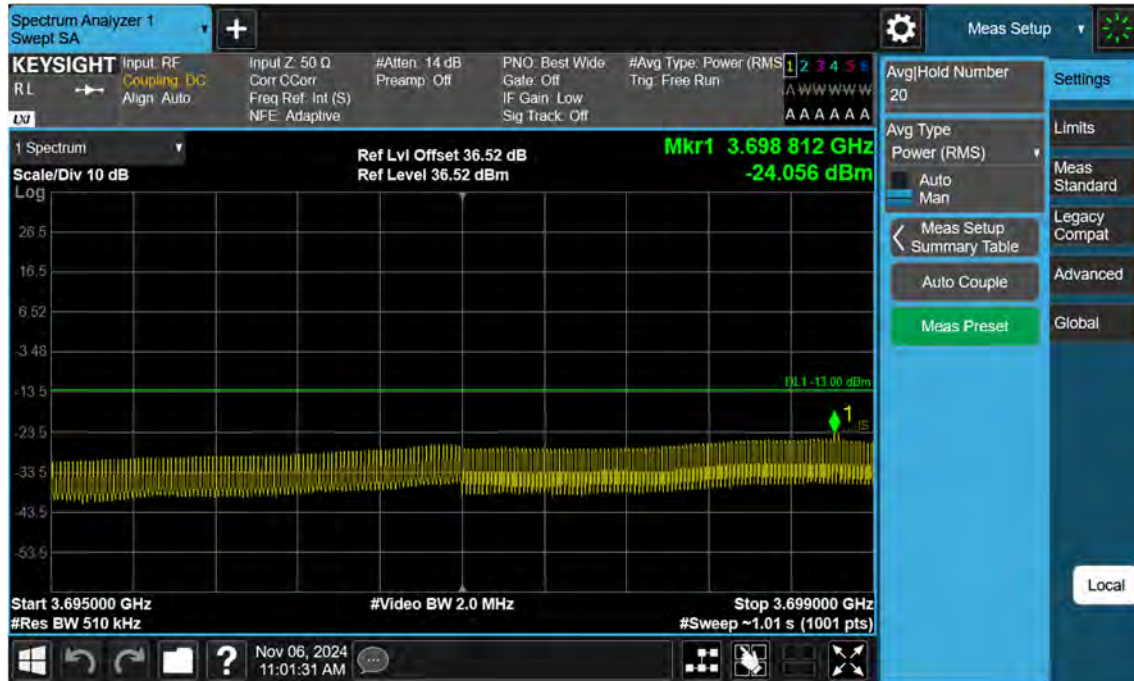 Spectrum Analyzer 1
Swept SA
Meas Setup
KEYSIGHT
RL
LXI
Input: RF
Coupling: DC
Align: Auto
Input Z: 50 Ω
Corr CCorr
Freq Ref: Int (S)
NFE: Adaptive
#Atten: 14 dB
Preamp: Off
PNO: Best Wide
Gate: Off
IF Gain: Low
Sig Track: Off
#Avg Type: Power (RMS
Trig: Free Run
1 2 3 4 5 6
A W W W W W
A A A A A A
1 Spectrum
Scale/Div 10 dB
Ref Lvl Offset 36.52 dB
Ref Level 36.52 dBm
Mkr1 3.698 812 GHz
-24.056 dBm
Log
26.5
16.5
6.52
-3.48
-13.5
-23.5
-33.5
-43.5
-53.5
DL1 -13.00 dBm
1
Start 3.695000 GHz
#Res BW 510 kHz
#Video BW 2.0 MHz
Stop 3.699000 GHz
#Sweep ~1.01 s (1001 pts)
Avg|Hold Number
20
Avg Type
Power (RMS)
Auto
Man
Meas Setup
Summary Table
Auto Couple
Meas Preset
Settings
Limits
Meas
Standard
Legacy
Compat
Advanced
Global
Local
?
Nov 06, 2024
11:01:31 AM